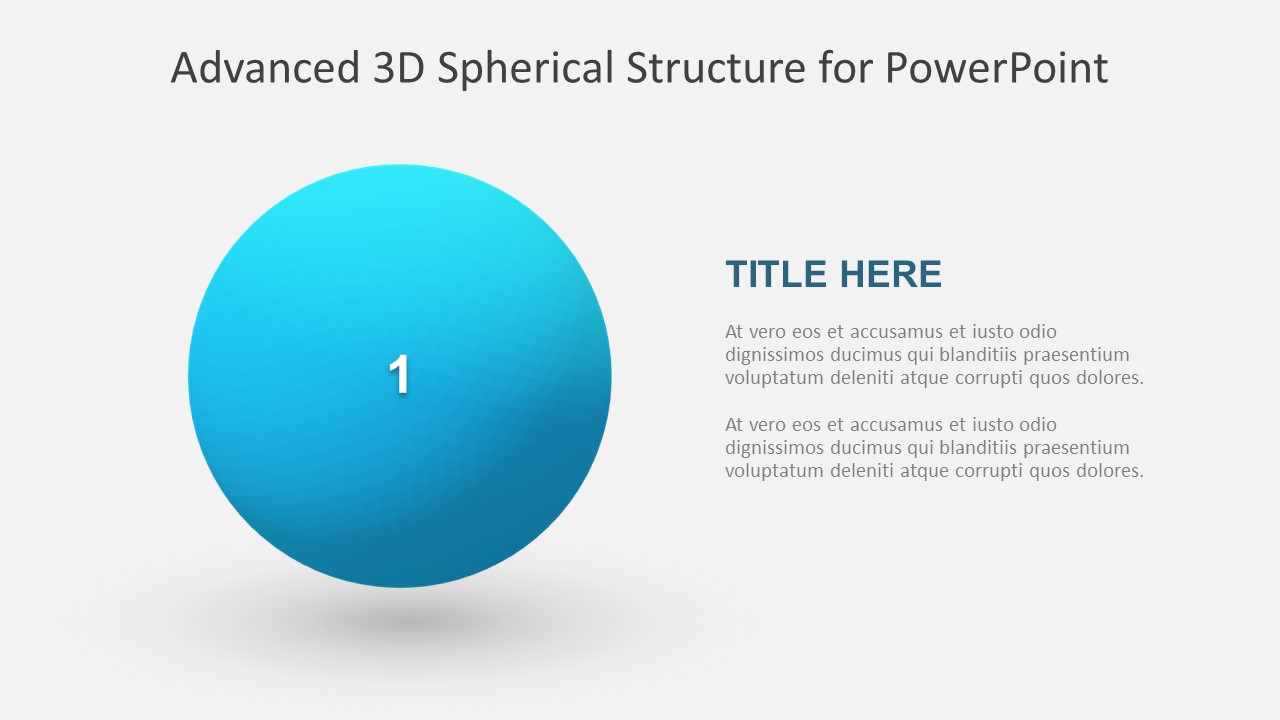 Advanced 3D Spherical Structure for PowerPoint
1
TITLE HERE
At vero eos et accusamus et iusto odio
dignissimos ducimus qui blanditiis praesentium
voluptatum deleniti atque corrupti quos dolores.
At vero eos et accusamus et iusto odio
dignissimos ducimus qui blanditiis praesentium
voluptatum deleniti atque corrupti quos dolores.